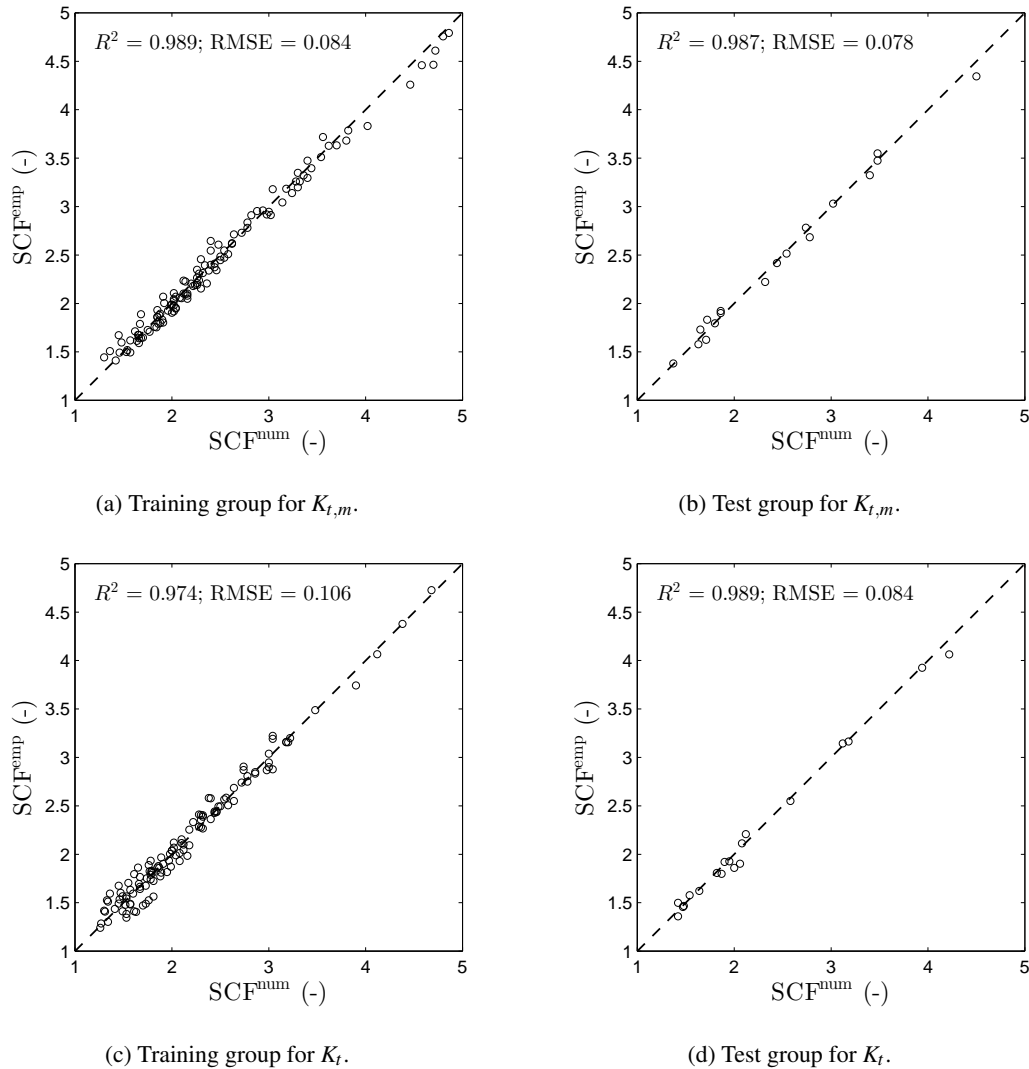 R² = 0.989; RMSE = 0.084
5
4.5
4
3.5
3
2.5
2
1.5
1
SCF^emp (-)
1 2 3 4 5
SCF^num (-)
(a) Training group for K_{t,m}.
R² = 0.987; RMSE = 0.078
5
4.5
4
3.5
3
2.5
2
1.5
1
SCF^emp (-)
1 2 3 4 5
SCF^num (-)
(b) Test group for K_{t,m}.
R² = 0.974; RMSE = 0.106
5
4.5
4
3.5
3
2.5
2
1.5
1
SCF^emp (-)
1 2 3 4 5
SCF^num (-)
(c) Training group for K_t.
R² = 0.989; RMSE = 0.084
5
4.5
4
3.5
3
2.5
2
1.5
1
SCF^emp (-)
1 2 3 4 5
SCF^num (-)
(d) Test group for K_t.